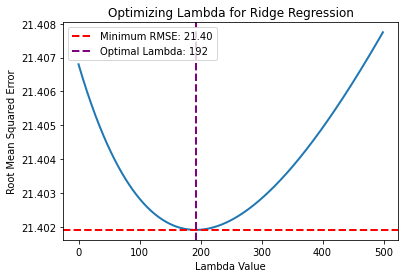 Optimizing Lambda for Ridge Regression
21.408
21.407
21.406
21.405
21.404
21.403
21.402
Root Mean Squared Error
Minimum RMSE: 21.40
Optimal Lambda: 192
0 100 200 300 400 500
Lambda Value